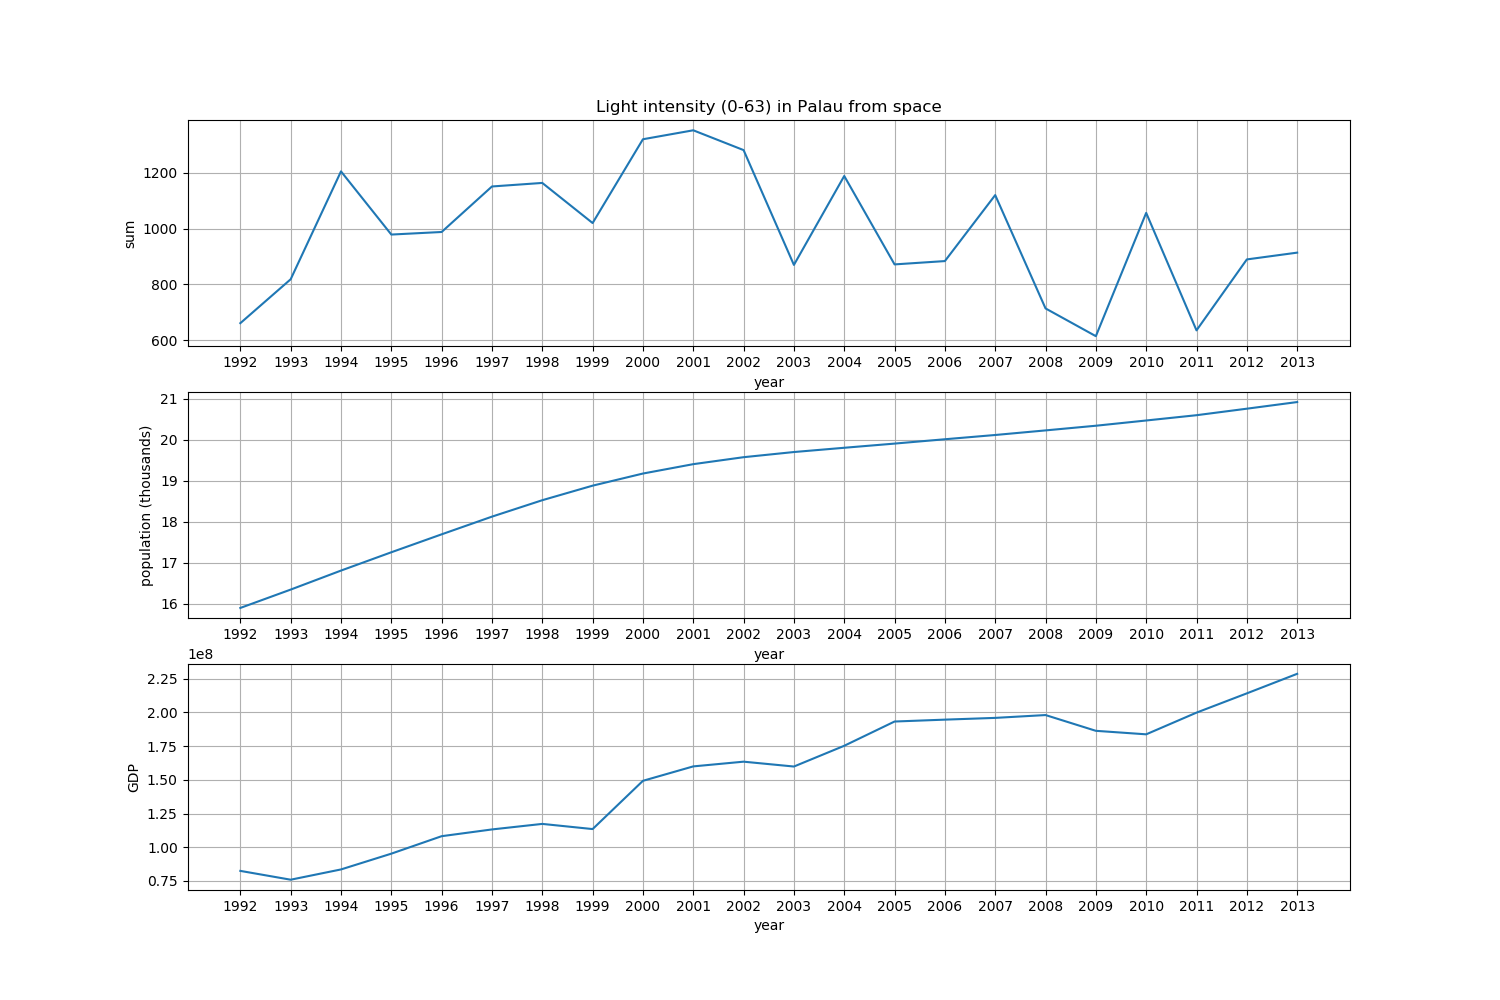 Light intensity (0-63) in Palau from space
sum
1200
1000
800
600
1992 1993 1994 1995 1996 1997 1998 1999 2000 2001 2002 2003 2004 2005 2006 2007 2008 2009 2010 2011 2012 2013
year
population (thousands)
21
20
19
18
17
16
1992 1993 1994 1995 1996 1997 1998 1999 2000 2001 2002 2003 2004 2005 2006 2007 2008 2009 2010 2011 2012 2013
year
1e8
GDP
2.25
2.00
1.75
1.50
1.25
1.00
0.75
1992 1993 1994 1995 1996 1997 1998 1999 2000 2001 2002 2003 2004 2005 2006 2007 2008 2009 2010 2011 2012 2013
year